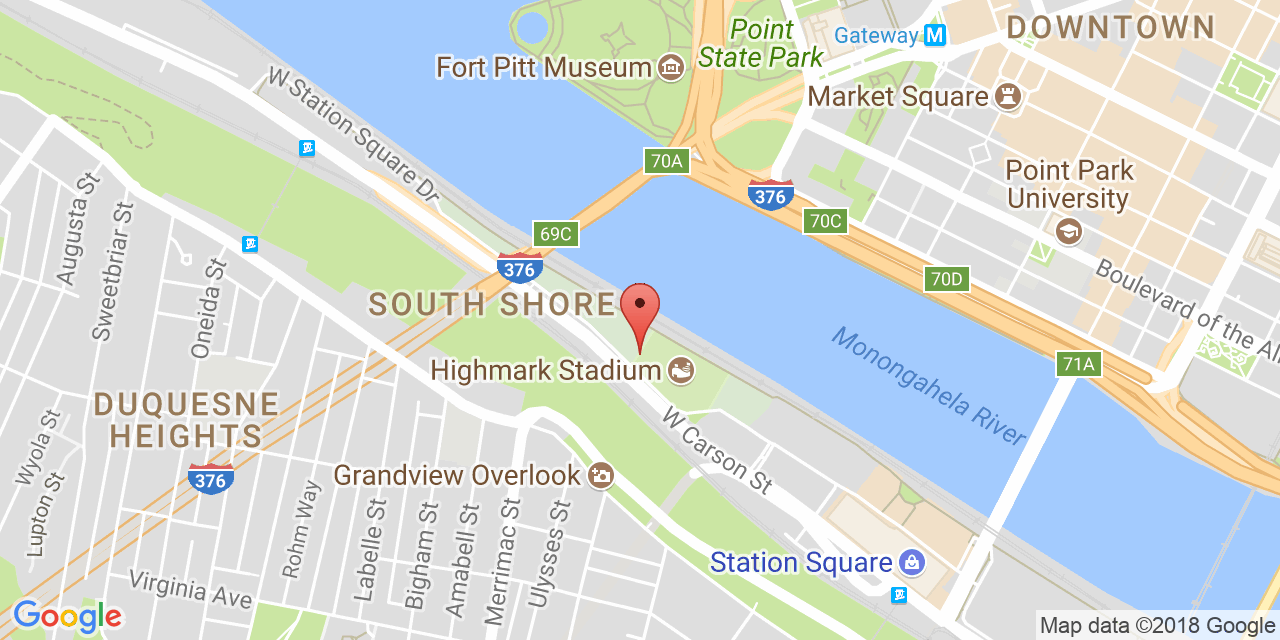 Point
State Park
Gateway M
DOWNTOWN
Fort Pitt Museum
Market Square
W Station Square Dr
70A
Point Park
University
376
70C
Augusta St
Sweetbriar St
Oneida St
69C
376
70D
Boulevard of the Al
SOUTH SHORE
Monongahela River
71A
Highmark Stadium
DUQUESNE
HEIGHTS
W Carson St
Wyola St
Lupton St
376
Grandview Overlook
Rohm Way
Labelle St
Bigham St
Amabell St
Merrimac St
Ulysses St
Virginia Ave
Station Square
Google
Map data ©2018 Google